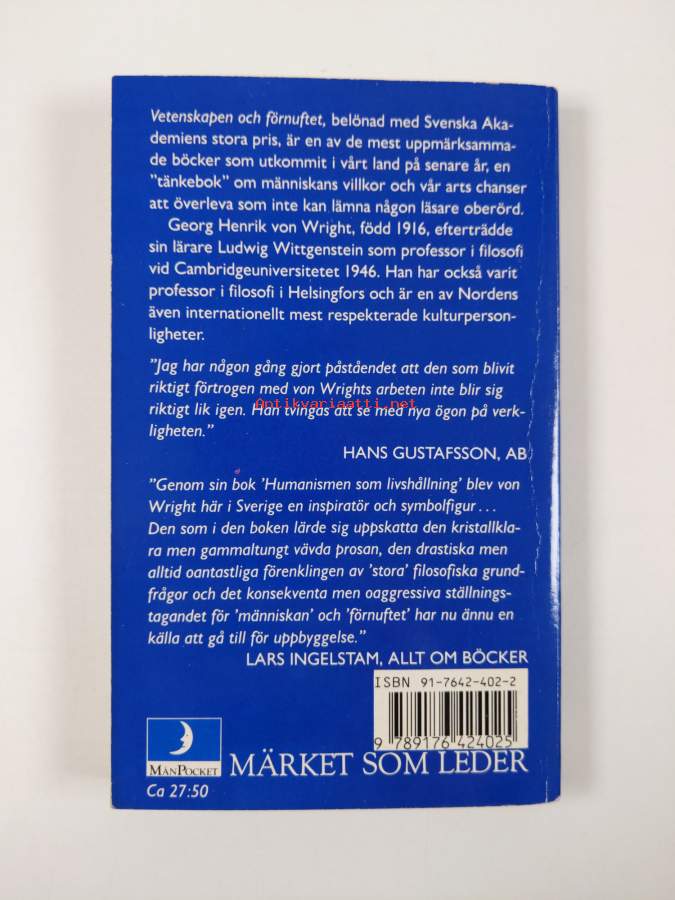 Vetenskapen och förnuftet, belönad med Svenska Aka-
demiens stora pris, är en av de mest uppmärksamma-
de böcker som utkommit i vårt land på senare år, en
"tänkebok" om människans villkor och vår arts chanser
att överleva som inte kan lämna någon läsare oberörd.
Georg Henrik von Wright, född 1916, efterträdde
sin lärare Ludwig Wittgenstein som professor i filosofi
vid Cambridgeuniversitetet 1946. Han har också varit
professor i filosofi i Helsingfors och är en av Nordens
även internationellt mest respekterade kulturperson-
ligheter.
"Jag har någon gång gjort påståendet att den som blivit
riktigt förtrogen med von Wrights arbeten inte blir sig
riktigt lik igen. Han tvingas att se med nya ögon på verk-
ligheten."
Antikvariaatti.net
HANS GUSTAFSSON, AB
"Genom sin bok 'Humanismen som livshållning' blev von
Wright här i Sverige en inspiratör och symbolfigur...
Den som i den boken lärde sig uppskatta den kristallkla-
ra men gammaltungt vävda prosan, den drastiska men
alltid oantastliga förenklingen av 'stora' filosofiska grund-
frågor och det konsekventa men oaggressiva ställnings-
tagandet för 'människan' och 'förnuftet' har nu ännu en
källa att gå till för uppbyggelse."
LARS INGELSTAM, ALLT OM BÖCKER
ISBN 91-7642-402-2
9 789176 424025
MÅNPOCKET
MÄRKET SOM LEDER
Ca 27:50